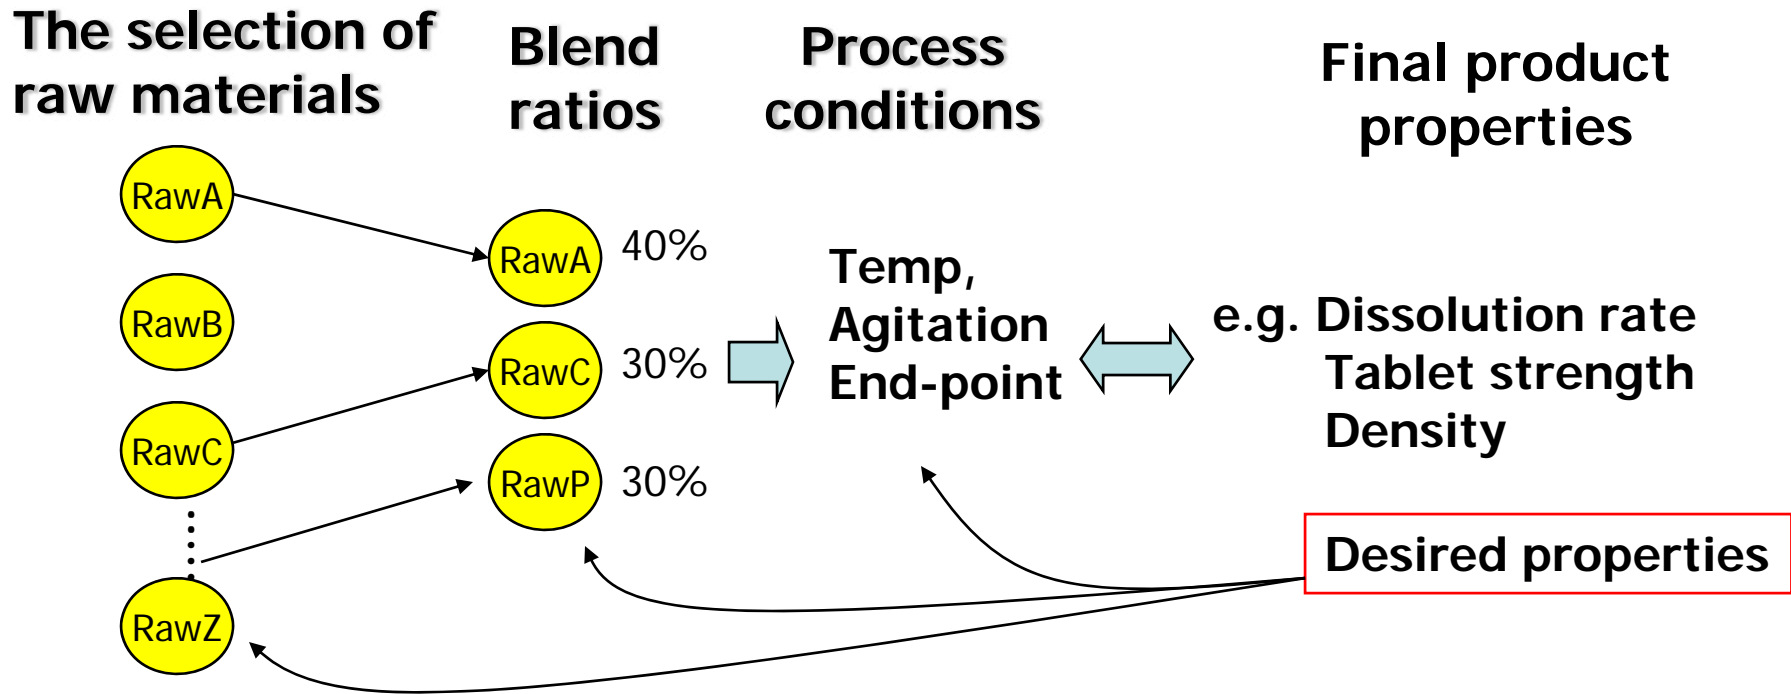 The selection of
raw materials
Blend
ratios
Process
conditions
Final product
properties
RawA
RawB
RawC
RawZ
RawA 40%
RawC 30%
RawP 30%
Temp,
Agitation
End-point
e.g. Dissolution rate
Tablet strength
Density
Desired properties